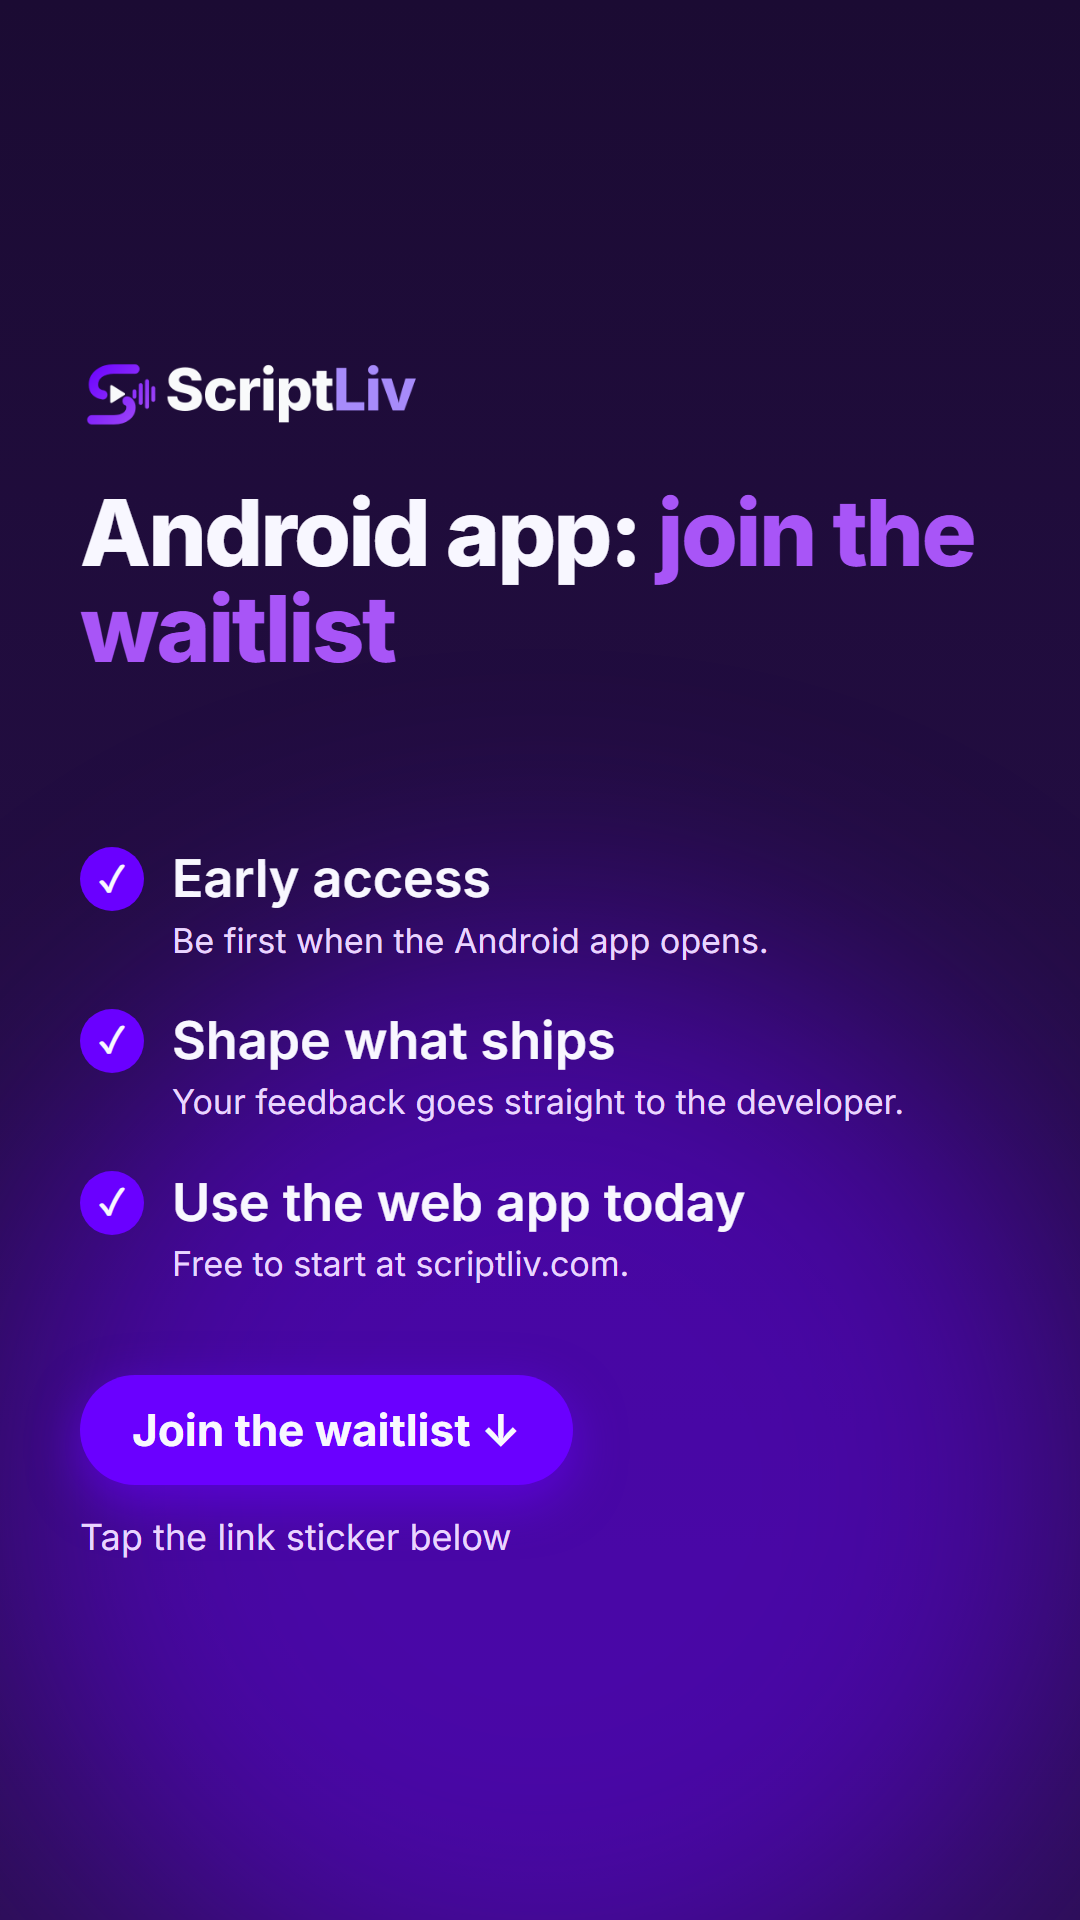 ScriptLiv
Android app: join the
waitlist
✓ Early access
Be first when the Android app opens.
✓ Shape what ships
Your feedback goes straight to the developer.
✓ Use the web app today
Free to start at scriptliv.com.
Join the waitlist ↓
Tap the link sticker below